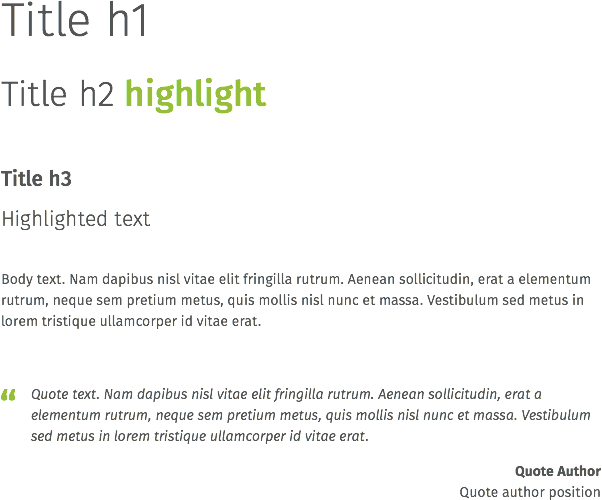 Title h1
Title h2 highlight
Title h3
Highlighted text
Body text. Nam dapibus nisl vitae elit fringilla rutrum. Aenean sollicitudin, erat a elementum
rutrum, neque sem pretium metus, quis mollis nisl nunc et massa. Vestibulum sed metus in
lorem tristique ullamcorper id vitae erat.
“ Quote text. Nam dapibus nisl vitae elit fringilla rutrum. Aenean sollicitudin, erat a
elementum rutrum, neque sem pretium metus, quis mollis nisl nunc et massa. Vestibulum
sed metus in lorem tristique ullamcorper id vitae erat.
Quote Author
Quote author position